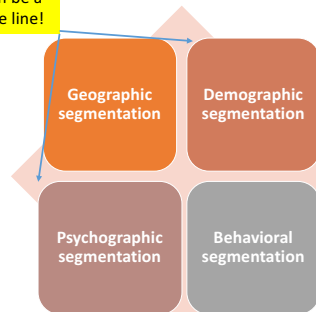 be a
e line!
Geographic
segmentation
Demographic
segmentation
Psychographic
segmentation
Behavioral
segmentation